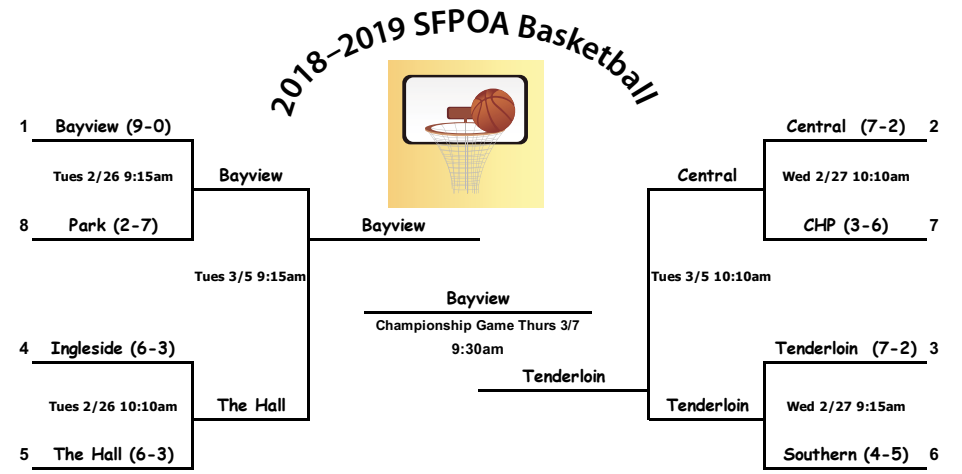 2018–2019 SFPOA Basketball
1 Bayview (9-0)
Tues 2/26 9:15am
8 Park (2-7)
Bayview
Tues 3/5 9:15am
4 Ingleside (6-3)
Tues 2/26 10:10am
5 The Hall (6-3)
The Hall
Bayview
Bayview
Championship Game Thurs 3/7
9:30am
Tenderloin
Central (7-2) 2
Wed 2/27 10:10am
CHP (3-6) 7
Central
Tues 3/5 10:10am
Tenderloin (7-2) 3
Wed 2/27 9:15am
Southern (4-5) 6
Tenderloin